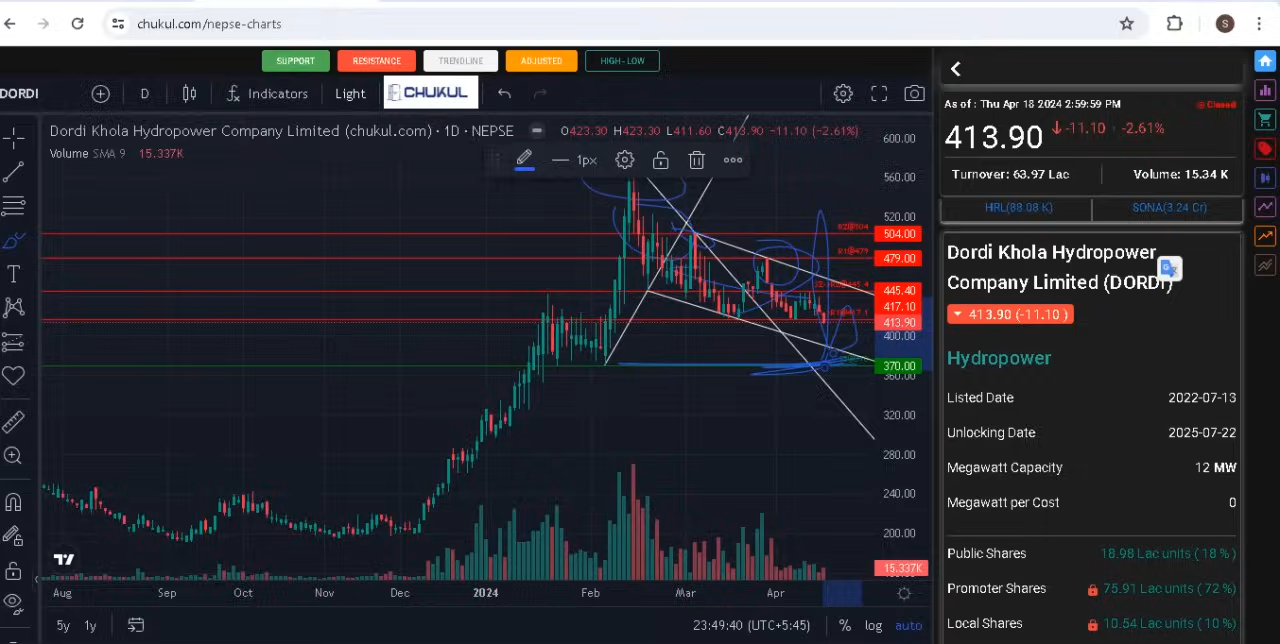 chukul.com/nepse-charts
S
SUPPORT RESISTANCE TRENDLINE ADJUSTED HIGH-LOW
DORDI D Indicators Light CHUKUL
Dordi Khola Hydropower Company Limited (chukul.com) · 1D · NEPSE O423.30 H423.30 L411.60 C413.90 −11.10 (−2.61%)
Volume SMA 9 15.337K
1px
600.00
560.00
520.00
R2@504 504.00
R1@479 479.00
445.40
417.10
413.90
400.00
370.00
360.00
320.00
280.00
240.00
200.00
15.337K
Aug Sep Oct Nov Dec 2024 Feb Mar Apr
5y 1y 23:49:40 (UTC+5:45) % log auto
As of : Thu Apr 18 2024 2:59:59 PM Closed
413.90 -11.10 -2.61%
Turnover: 63.97 Lac Volume: 15.34 K
HRL(88.08 K) SONA(3.24 Cr)
Dordi Khola Hydropower
Company Limited (DORDI)
413.90 (-11.10 )
Hydropower
Listed Date 2022-07-13
Unlocking Date 2025-07-22
Megawatt Capacity 12 MW
Megawatt per Cost 0
Public Shares 18.98 Lac units ( 18 % )
Promoter Shares 75.91 Lac units ( 72 %)
Local Shares 10.54 Lac units ( 10 %)